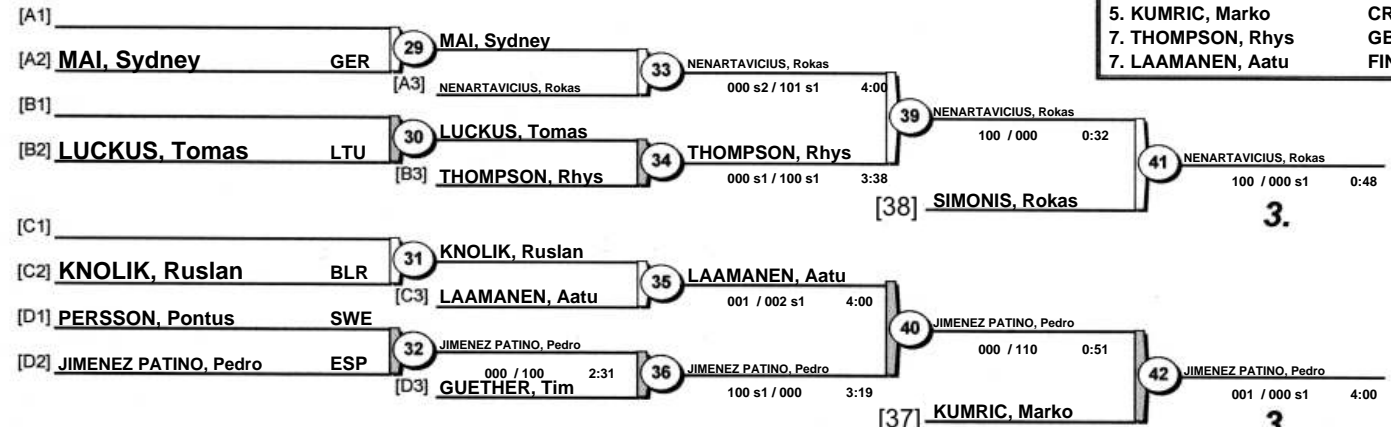 [A1]
[A2] MAI, Sydney GER
29 MAI, Sydney
[A3] NENARTAVICIUS, Rokas
33 NENARTAVICIUS, Rokas
000 s2 / 101 s1 4:00
[B1]
[B2] LUCKUS, Tomas LTU
30 LUCKUS, Tomas
[B3] THOMPSON, Rhys
34 THOMPSON, Rhys
000 s1 / 100 s1 3:38
39 NENARTAVICIUS, Rokas
100 / 000 0:32
[38] SIMONIS, Rokas
41 NENARTAVICIUS, Rokas
100 / 000 s1 0:48
3.
[C1]
[C2] KNOLIK, Ruslan BLR
31 KNOLIK, Ruslan
[C3] LAAMANEN, Aatu
35 LAAMANEN, Aatu
001 / 002 s1 4:00
[D1] PERSSON, Pontus SWE
[D2] JIMENEZ PATINO, Pedro ESP
32 JIMENEZ PATINO, Pedro
000 / 100 2:31
[D3] GUETHER, Tim
36 JIMENEZ PATINO, Pedro
100 s1 / 000 3:19
40 JIMENEZ PATINO, Pedro
000 / 110 0:51
[37] KUMRIC, Marko
42 JIMENEZ PATINO, Pedro
001 / 000 s1 4:00
3.
5. KUMRIC, Marko CR
7. THOMPSON, Rhys
7. LAAMANEN, Aatu FIN